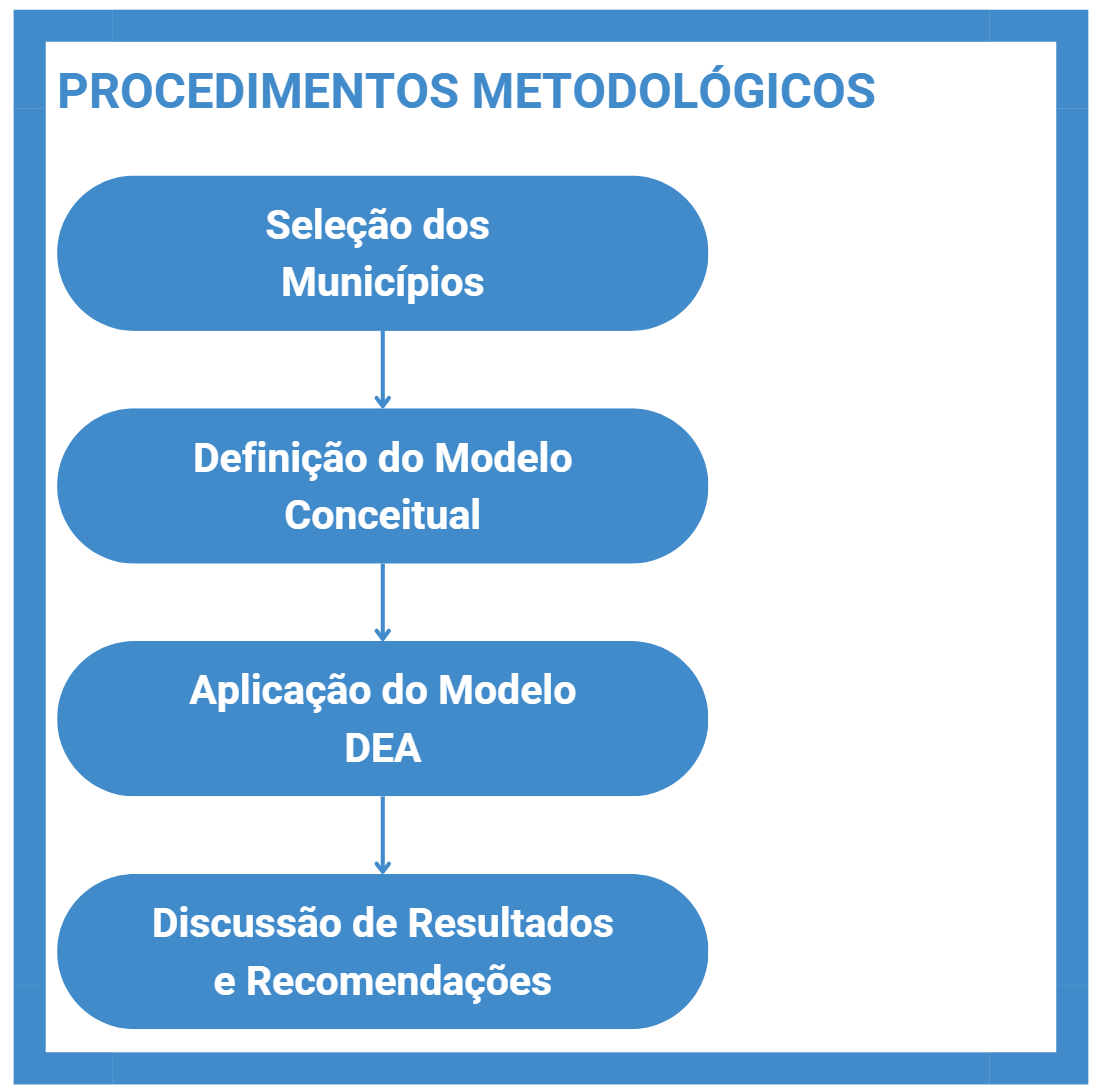 PROCEDIMENTOS METODOLÓGICOS
Seleção dos
Municípios
Definição do Modelo
Conceitual
Aplicação do Modelo
DEA
Discussão de Resultados
e Recomendações